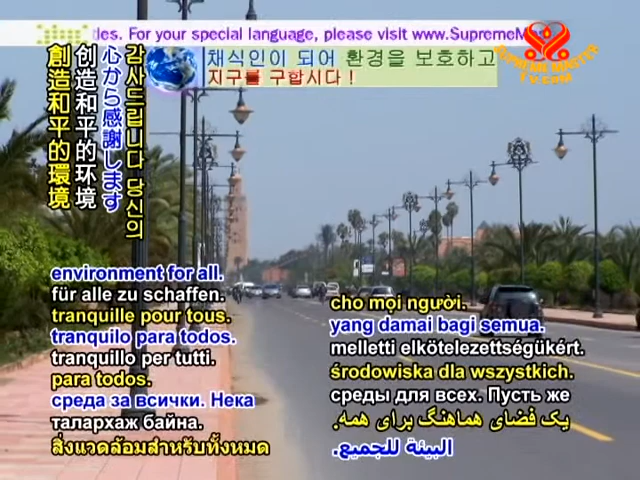 les. For your special language, please visit www.SupremeMas
채식인이 되어 환경을 보호하고
지구를 구합시다 !
SUPREME MASTER
TV.COM
감사드립니다 당신의
心から感謝します
创造和平的环境
創造和平的環境
environment for all.
für alle zu schaffen.
tranquille pour tous.
tranquilo para todos.
tranquillo per tutti.
para todos.
среда за всички. Нека
талархаж байна.
สิ่งแวดล้อมสำหรับทั้งหมด
cho mọi người.
yang damai bagi semua.
melletti elkötelezettségükért.
środowiska dla wszystkich.
среды для всех. Пусть же
یک فضای هماهنگ برای همه.
البيئة للجميع.